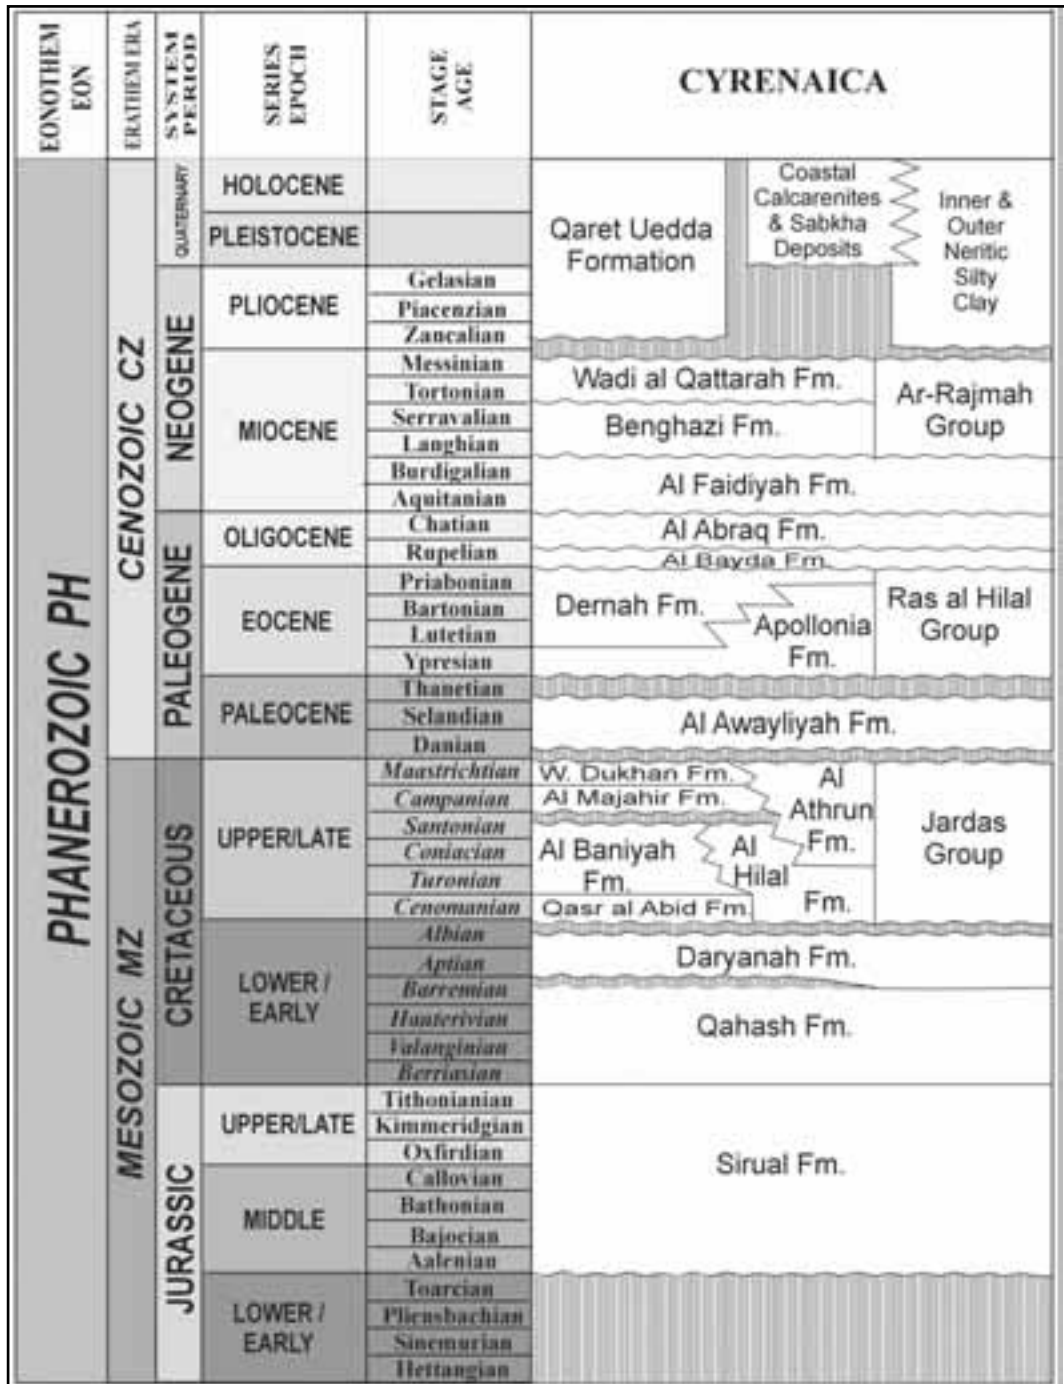 EONOTHEM
EON
ERATHEM ERA
SYSTEM
PERIOD
SERIES
EPOCH
STAGE
AGE
CYRENAICA
PHANEROZOIC PH
CENOZOIC CZ
MESOZOIC MZ
QUATERNARY
NEOGENE
PALEOGENE
CRETACEOUS
JURASSIC
HOLOCENE
PLEISTOCENE
PLIOCENE
MIOCENE
OLIGOCENE
EOCENE
PALEOCENE
UPPER/LATE
LOWER /
EARLY
UPPER/LATE
MIDDLE
LOWER /
EARLY
Gelasian
Piacenzian
Zancalian
Messinian
Tortonian
Serravalian
Langhian
Burdigalian
Aquitanian
Chatian
Rupelian
Priabonian
Bartonian
Lutetian
Ypresian
Thanetian
Selandian
Danian
Maastrichtian
Campanian
Santonian
Coniacian
Turonian
Cenomanian
Albian
Aptian
Barremian
Hauterivian
Valanginian
Berriasian
Tithonianian
Kimmeridgian
Oxfirdian
Callovian
Bathonian
Bajocian
Aalenian
Toarcian
Pliensbachian
Sinemurian
Hettangian
Qaret Uedda
Formation
Coastal
Calcarenites
& Sabkha
Deposits
Inner &
Outer
Neritic
Silty
Clay
Wadi al Qattarah Fm.
Benghazi Fm.
Ar-Rajmah
Group
Al Faidiyah Fm.
Al Abraq Fm.
Al Bayda Fm.
Dernah Fm.
Apollonia
Fm.
Ras al Hilal
Group
Al Awayliyah Fm.
W. Dukhan Fm.
Al Majahir Fm.
Al
Athrun
Fm.
Al Baniyah
Fm.
Al
Hilal
Fm.
Qasr al Abid Fm.
Jardas
Group
Daryanah Fm.
Qahash Fm.
Sirual Fm.